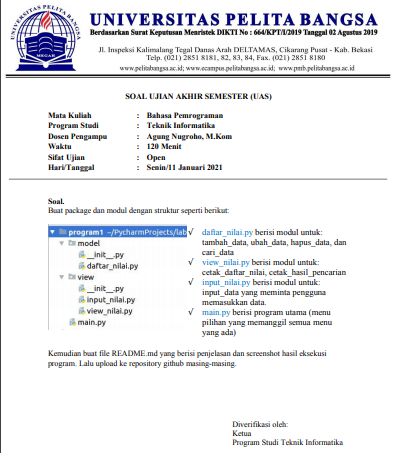 UNIVERSITAS PELITA BANGSA
Berdasarkan Surat Keputusan Menristek DIKTI No : 664/KPT/I/2019 Tanggal 02 Agustus 2019
Jl. Inspeksi Kalimalang Tegal Danas Arah DELTAMAS, Cikarang Pusat - Kab. Bekasi
Telp. (021) 2851 8181, 82, 83, 84, Fax. (021) 2851 8180
www.pelitabangsa.ac.id; www.ecampus.pelitabangsa.ac.id; www.pmb.pelitabangsa.ac.id
SOAL UJIAN AKHIR SEMESTER (UAS)
Mata Kuliah : Bahasa Pemrograman
Program Studi : Teknik Informatika
Dosen Pengampu : Agung Nugroho, M.Kom
Waktu : 120 Menit
Sifat Ujian : Open
Hari/Tanggal : Senin/11 Januari 2021
Soal.
Buat package dan modul dengan struktur seperti berikut:
program1 ~/PycharmProjects/lab
model
__init__.py
daftar_nilai.py
view
__init__.py
input_nilai.py
view_nilai.py
main.py
√ daftar_nilai.py berisi modul untuk:
tambah_data, ubah_data, hapus_data, dan
cari_data
√ view_nilai.py berisi modul untuk:
cetak_daftar_nilai, cetak_hasil_pencarian
√ input_nilai.py berisi modul untuk:
input_data yang meminta pengguna
memasukkan data.
√ main.py berisi program utama (menu
pilihan yang memanggil semua menu
yang ada)
Kemudian buat file README.md yang berisi penjelasan dan screenshot hasil eksekusi
program. Lalu upload ke repository github masing-masing.
Diverifikasi oleh:
Ketua
Program Studi Teknik Informatika